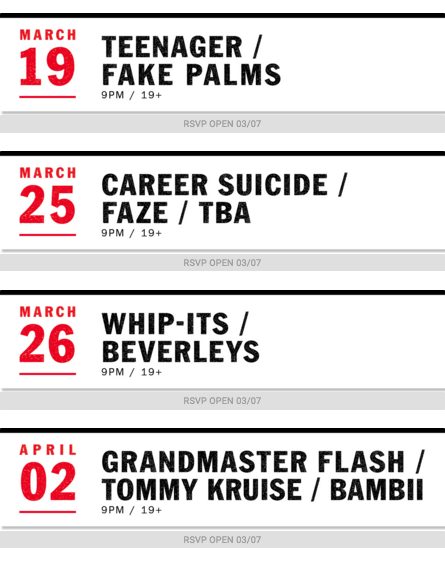 MARCH
19
TEENAGER /
FAKE PALMS
9PM / 19+
RSVP OPEN 03/07
MARCH
25
CAREER SUICIDE /
FAZE / TBA
9PM / 19+
RSVP OPEN 03/07
MARCH
26
WHIP-ITS /
BEVERLEYS
9PM / 19+
RSVP OPEN 03/07
APRIL
02
GRANDMASTER FLASH /
TOMMY KRUISE / BAMBII
9PM / 19+
RSVP OPEN 03/07